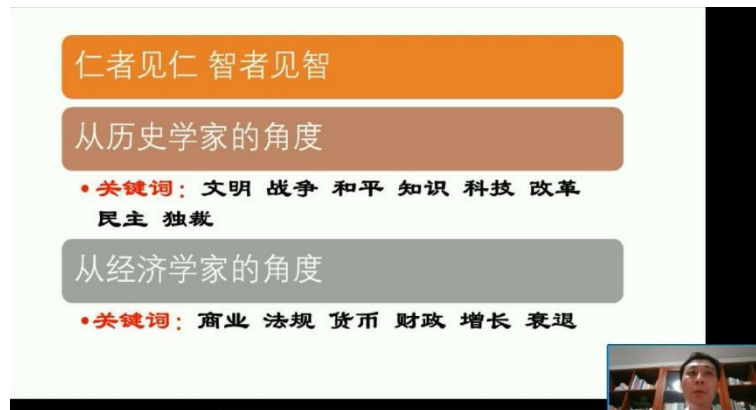 仁者见仁 智者见智
从历史学家的角度
•关键词：文明 战争 和平 知识 科技 改革
民主 独裁
从经济学家的角度
•关键词：商业 法规 货币 财政 增长 衰退